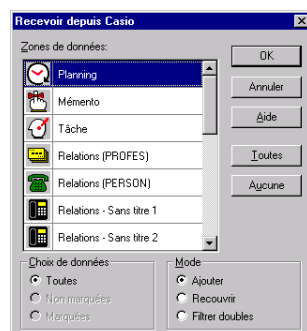 Recevoir depuis Casio
Zones de données:
Planning
Mémento
Tâche
Relations (PROFES)
Relations (PERSON)
Relations - Sans titre 1
Relations - Sans titre 2
OK
Annuler
Aide
Toutes
Aucune
Choix de données
Toutes
Non marquées
Marquées
Mode
Ajouter
Recouvrir
Filtrer doubles